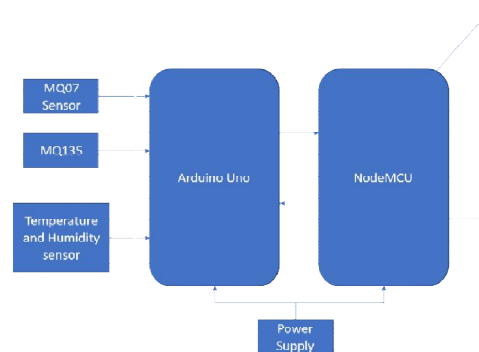 MQ07
Sensor
MQ135
Temperature
and Humidity
sensor
Arduino Uno
NodeMCU
Power
Supply